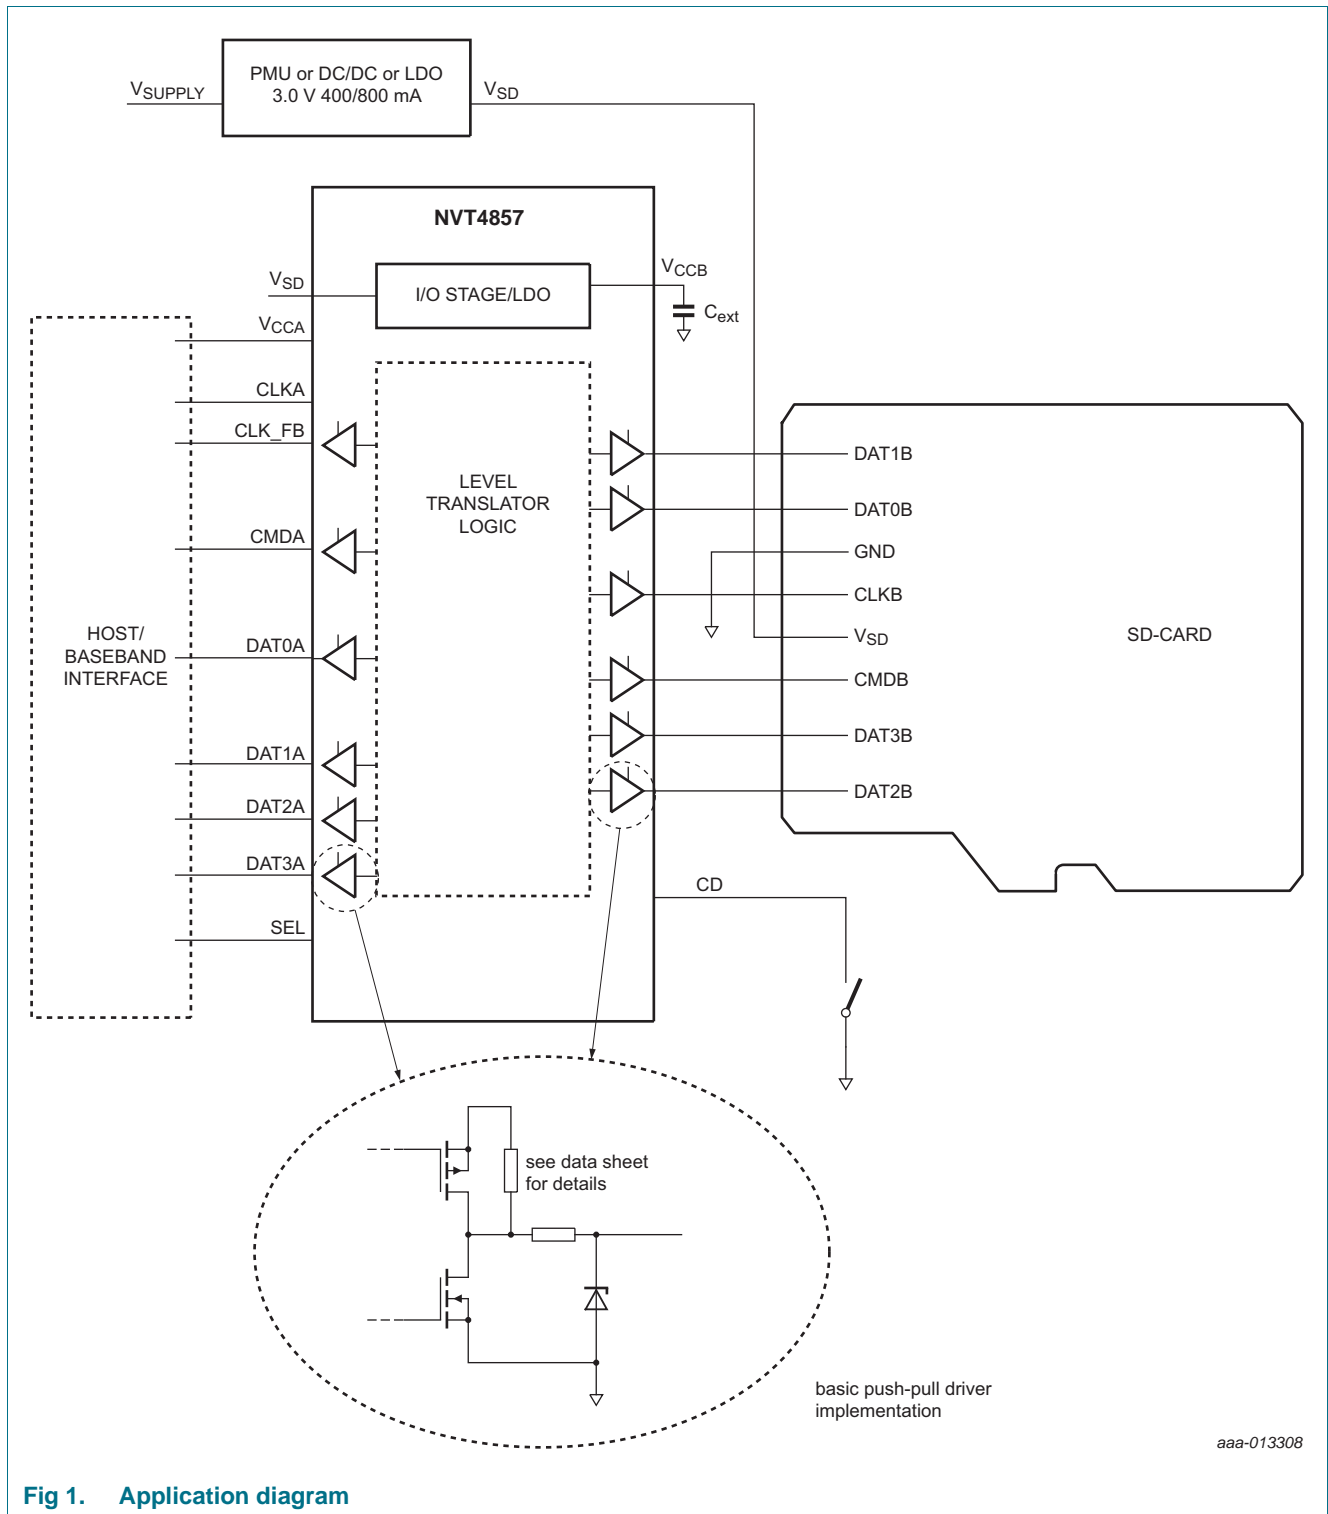 PMU or DC/DC or LDO
3.0 V 400/800 mA
VSUPPLY
VSD
NVT4857
VSD
I/O STAGE/LDO
VCCB
Cext
VCCA
CLKA
CLK_FB
CMDA
DAT0A
DAT1A
DAT2A
DAT3A
SEL
HOST/
BASEBAND
INTERFACE
LEVEL
TRANSLATOR
LOGIC
DAT1B
DAT0B
GND
CLKB
VSD
CMDB
DAT3B
DAT2B
SD-CARD
CD
see data sheet
for details
basic push-pull driver
implementation
aaa-013308
Fig 1. Application diagram